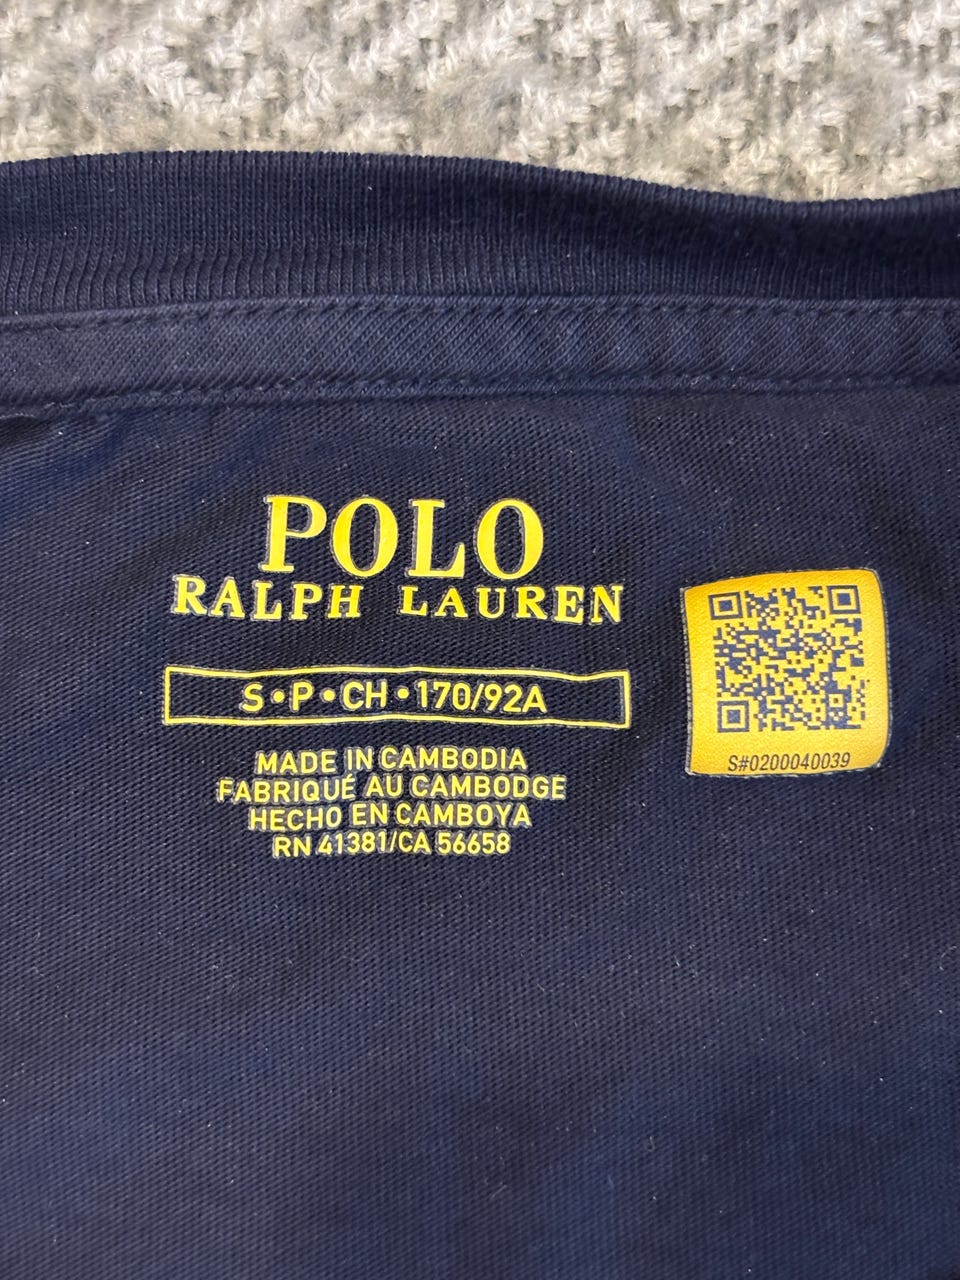 POLO
RALPH LAUREN
S•P•CH•170/92A
MADE IN CAMBODIA
FABRIQUÉ AU CAMBODGE
HECHO EN CAMBOYA
RN 41381/CA 56658
S#0200040039